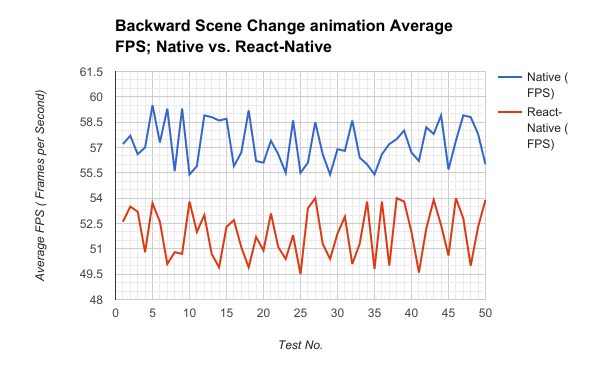 Backward Scene Change animation Average
FPS; Native vs. React-Native
61.5
60
58.5
57
55.5
54
52.5
51
49.5
48
0 5 10 15 20 25 30 35 40 45 50
Average FPS ( Frames per Second)
Test No.
Native (
FPS)
React-
Native (
FPS)